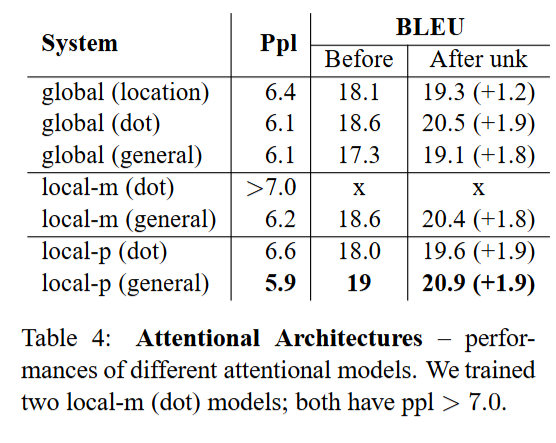 System Ppl BLEU
Before After unk
global (location) 6.4 18.1 19.3 (+1.2)
global (dot) 6.1 18.6 20.5 (+1.9)
global (general) 6.1 17.3 19.1 (+1.8)
local-m (dot) >7.0 x x
local-m (general) 6.2 18.6 20.4 (+1.8)
local-p (dot) 6.6 18.0 19.6 (+1.9)
local-p (general) 5.9 19 20.9 (+1.9)
Table 4: Attentional Architectures – perfor-
mances of different attentional models. We trained
two local-m (dot) models; both have ppl > 7.0.